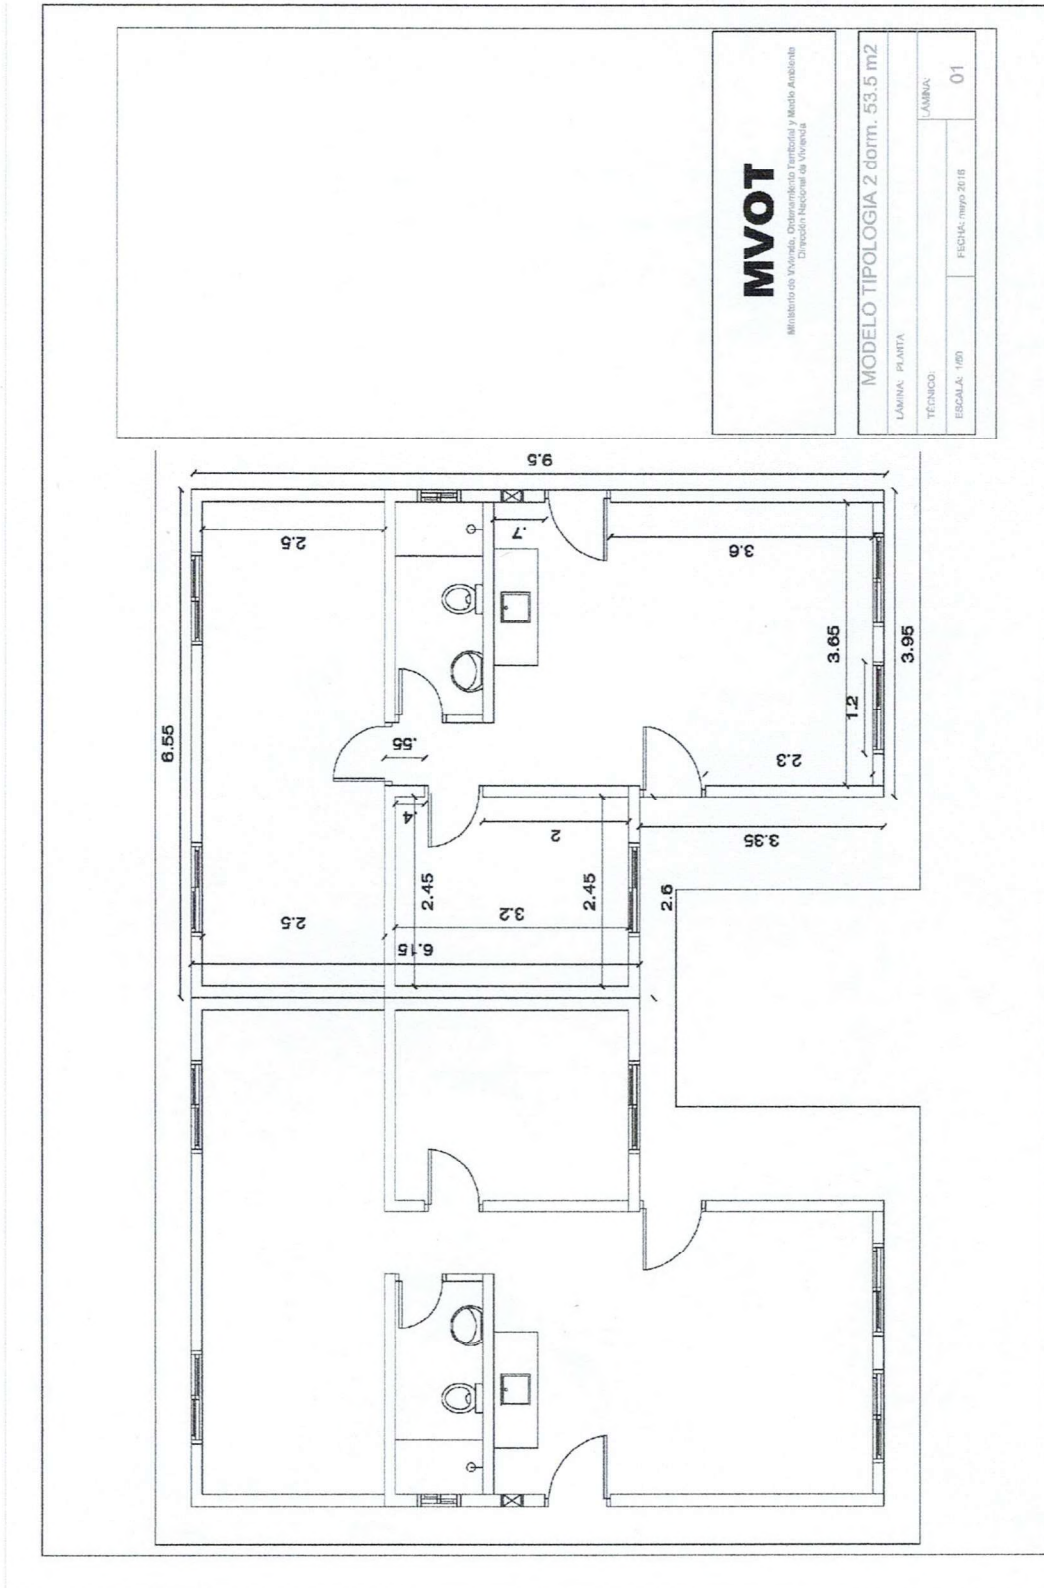 MVOT
Ministerio de Vivienda, Ordenamiento Territorial y Medio Ambiente
Dirección Nacional de Vivienda
MODELO TIPOLOGIA 2 dorm. 53.5 m2
LÁMINA: PLANTA
TÉCNICO:
LÁMINA:
01
ESCALA: 1/50
FECHA: mayo 2016
9.5
2.5
.7
3.6
3.65
3.95
6.55
.55
1.2
2.3
.4
2
3.35
2.45
2.45
2.6
3.2
2.5
6.15